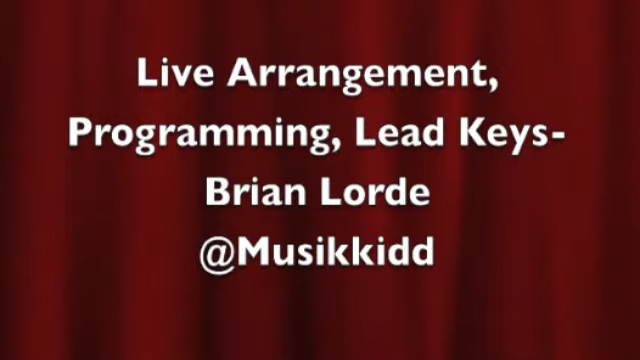 Live Arrangement,
Programming, Lead Keys-
Brian Lorde
@Musikkidd